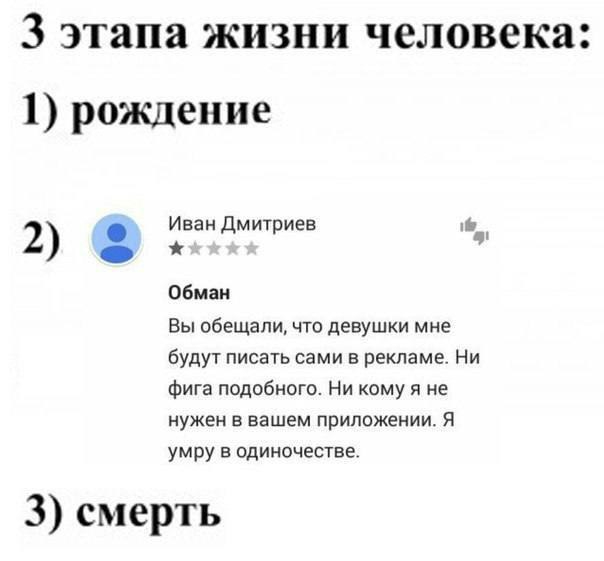 3 этапа жизни человека:
1) рождение
2) Иван Дмитриев
Обман
Вы обещали, что девушки мне
будут писать сами в рекламе. Ни
фига подобного. Ни кому я не
нужен в вашем приложении. Я
умру в одиночестве.
3) смерть